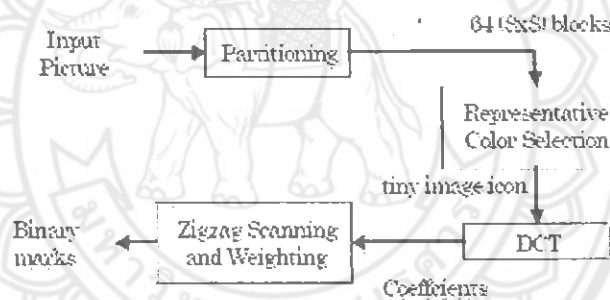 Input
Picture
Partitioning
64 (8x8) blocks
Representative
Color Selection
tiny image icon
DCT
Coefficients
Zigzag Scanning
and Weighting
Binary
marks